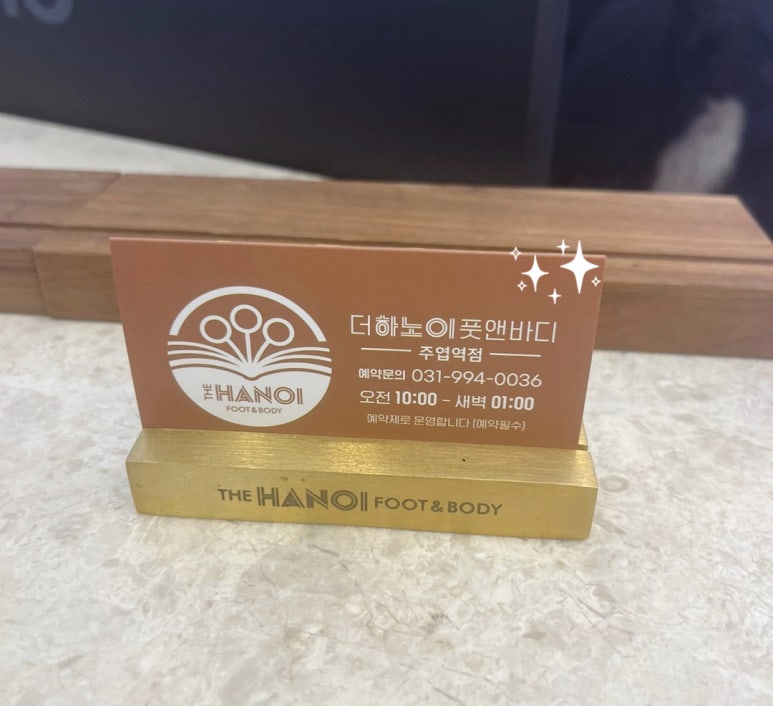 더하노이풋앤바디
주엽역점
예약문의 031-994-0036
오전 10:00 - 새벽 01:00
예약제로 운영합니다 (예약필수)
THE HANOI
FOOT & BODY
THE HANOI FOOT & BODY